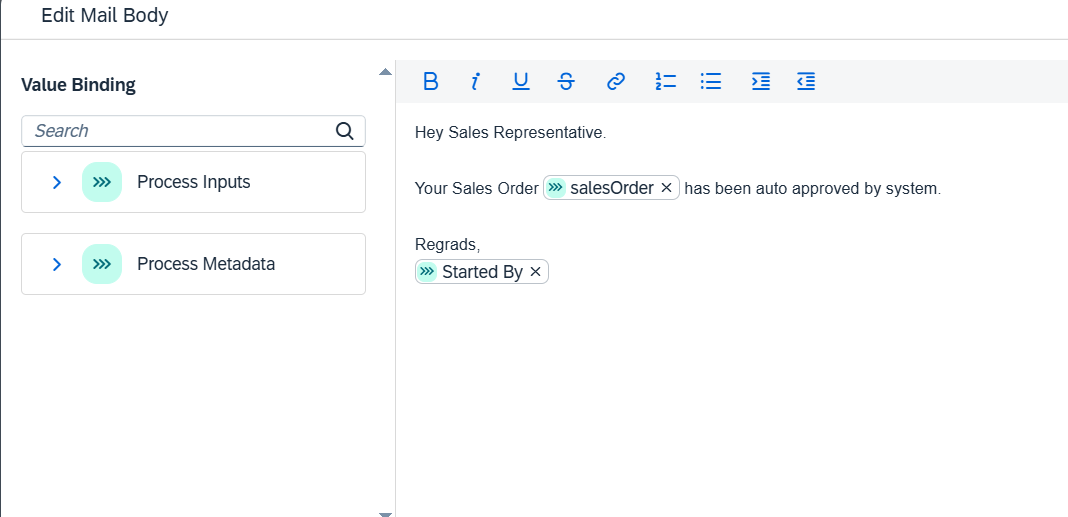 Edit Mail Body
Value Binding
Search
Process Inputs
Process Metadata
Hey Sales Representative.
Your Sales Order salesOrder has been auto approved by system.
Regrads,
Started By